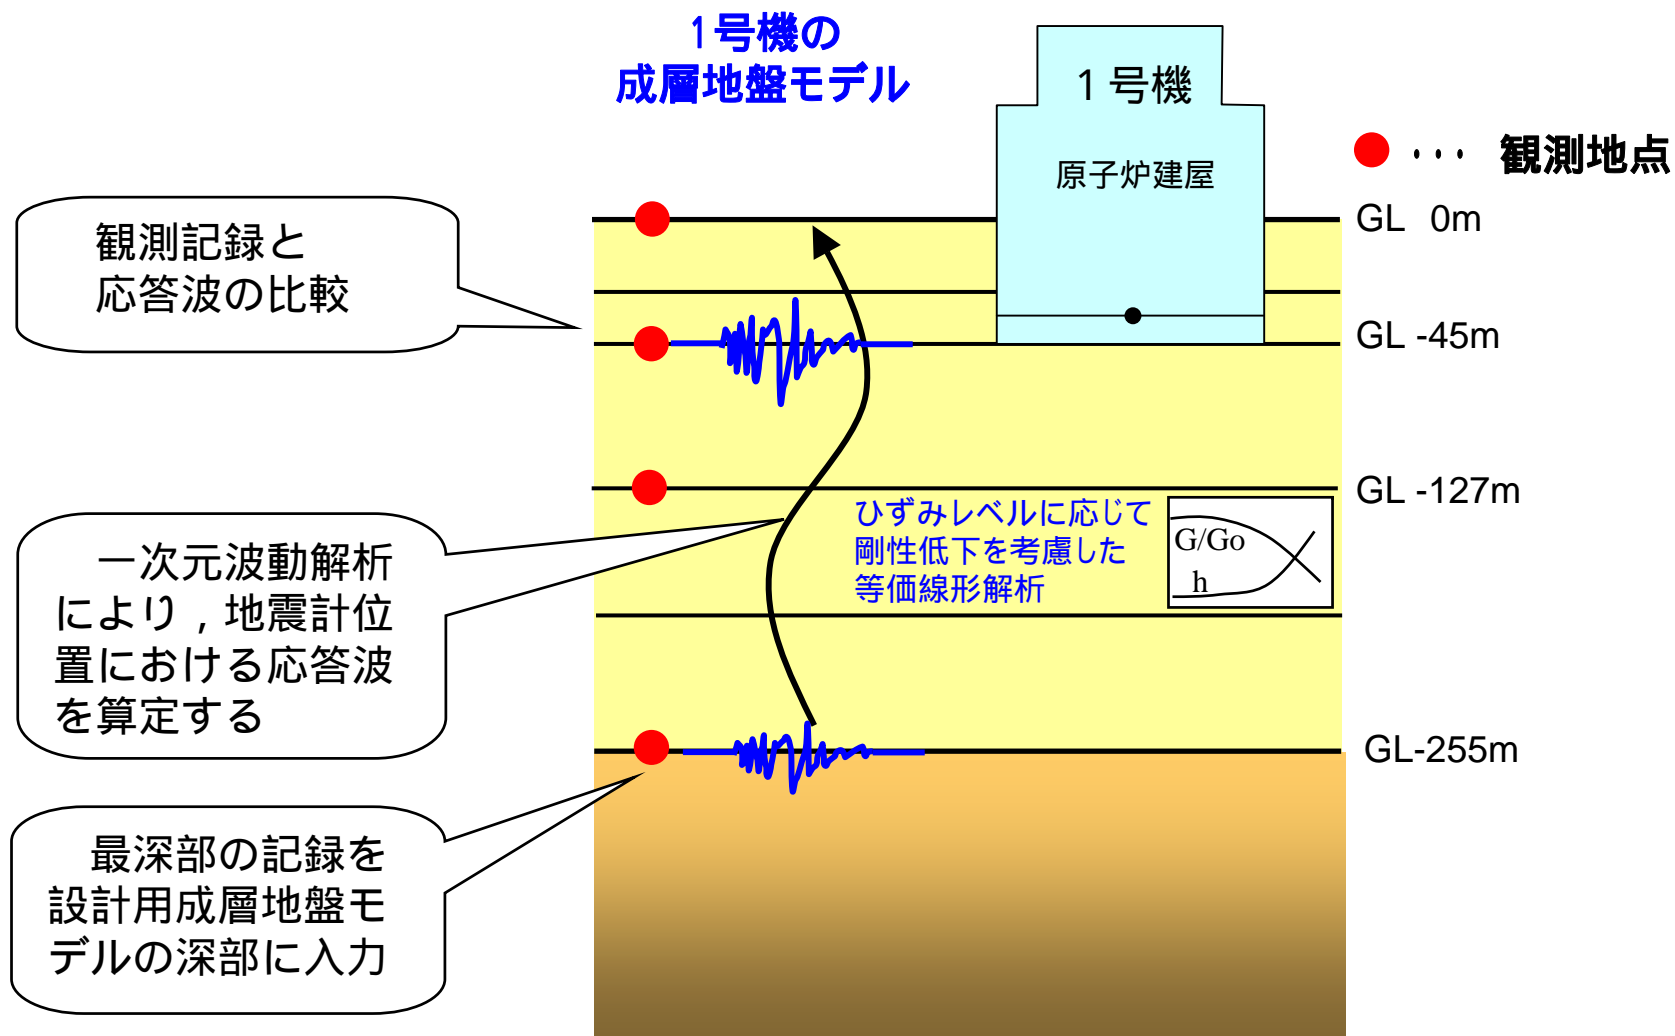 1号機の
成層地盤モデル
1号機
原子炉建屋
● ・・・ 観測地点
GL 0m
観測記録と
応答波の比較
GL -45m
GL -127m
ひずみレベルに応じて
剛性低下を考慮した
等価線形解析
G/Go
h
一次元波動解析
により，地震計位
置における応答波
を算定する
GL-255m
最深部の記録を
設計用成層地盤モ
デルの深部に入力